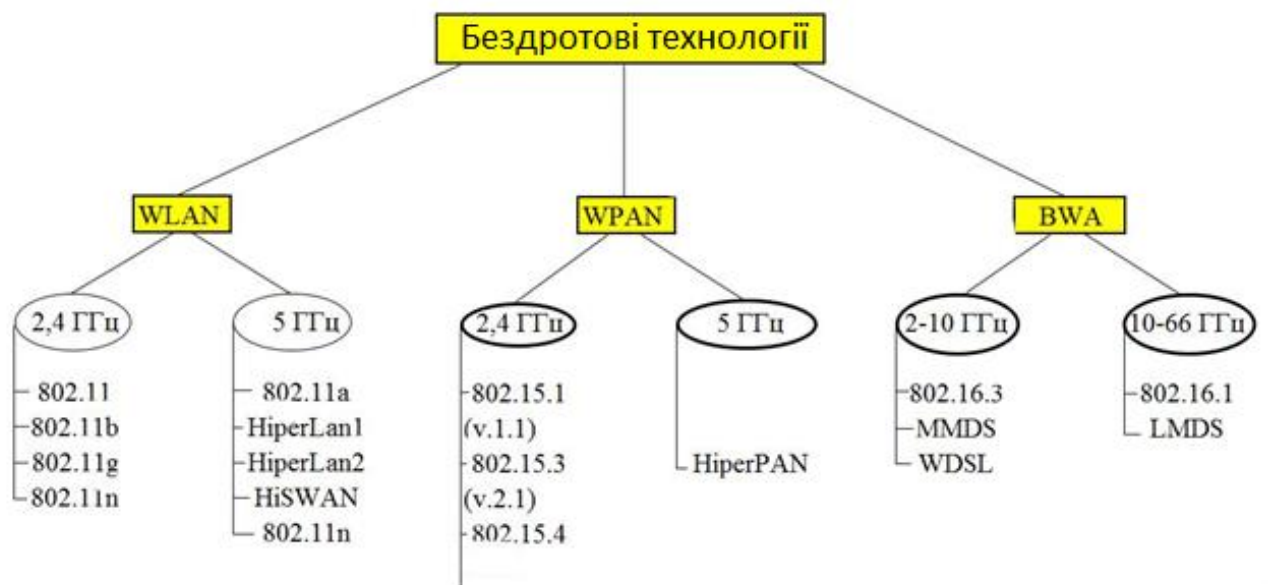 Бездротові технології
WLAN
WPAN
BWA
2,4 ГГц
5 ГГц
2,4 ГГц
5 ГГц
2-10 ГГц
10-66 ГГц
802.11
802.11b
802.11g
802.11n
802.11a
HiperLan1
HiperLan2
HiSWAN
802.11n
802.15.1
(v.1.1)
802.15.3
(v.2.1)
802.15.4
HiperPAN
802.16.3
MMDS
WDSL
802.16.1
LMDS